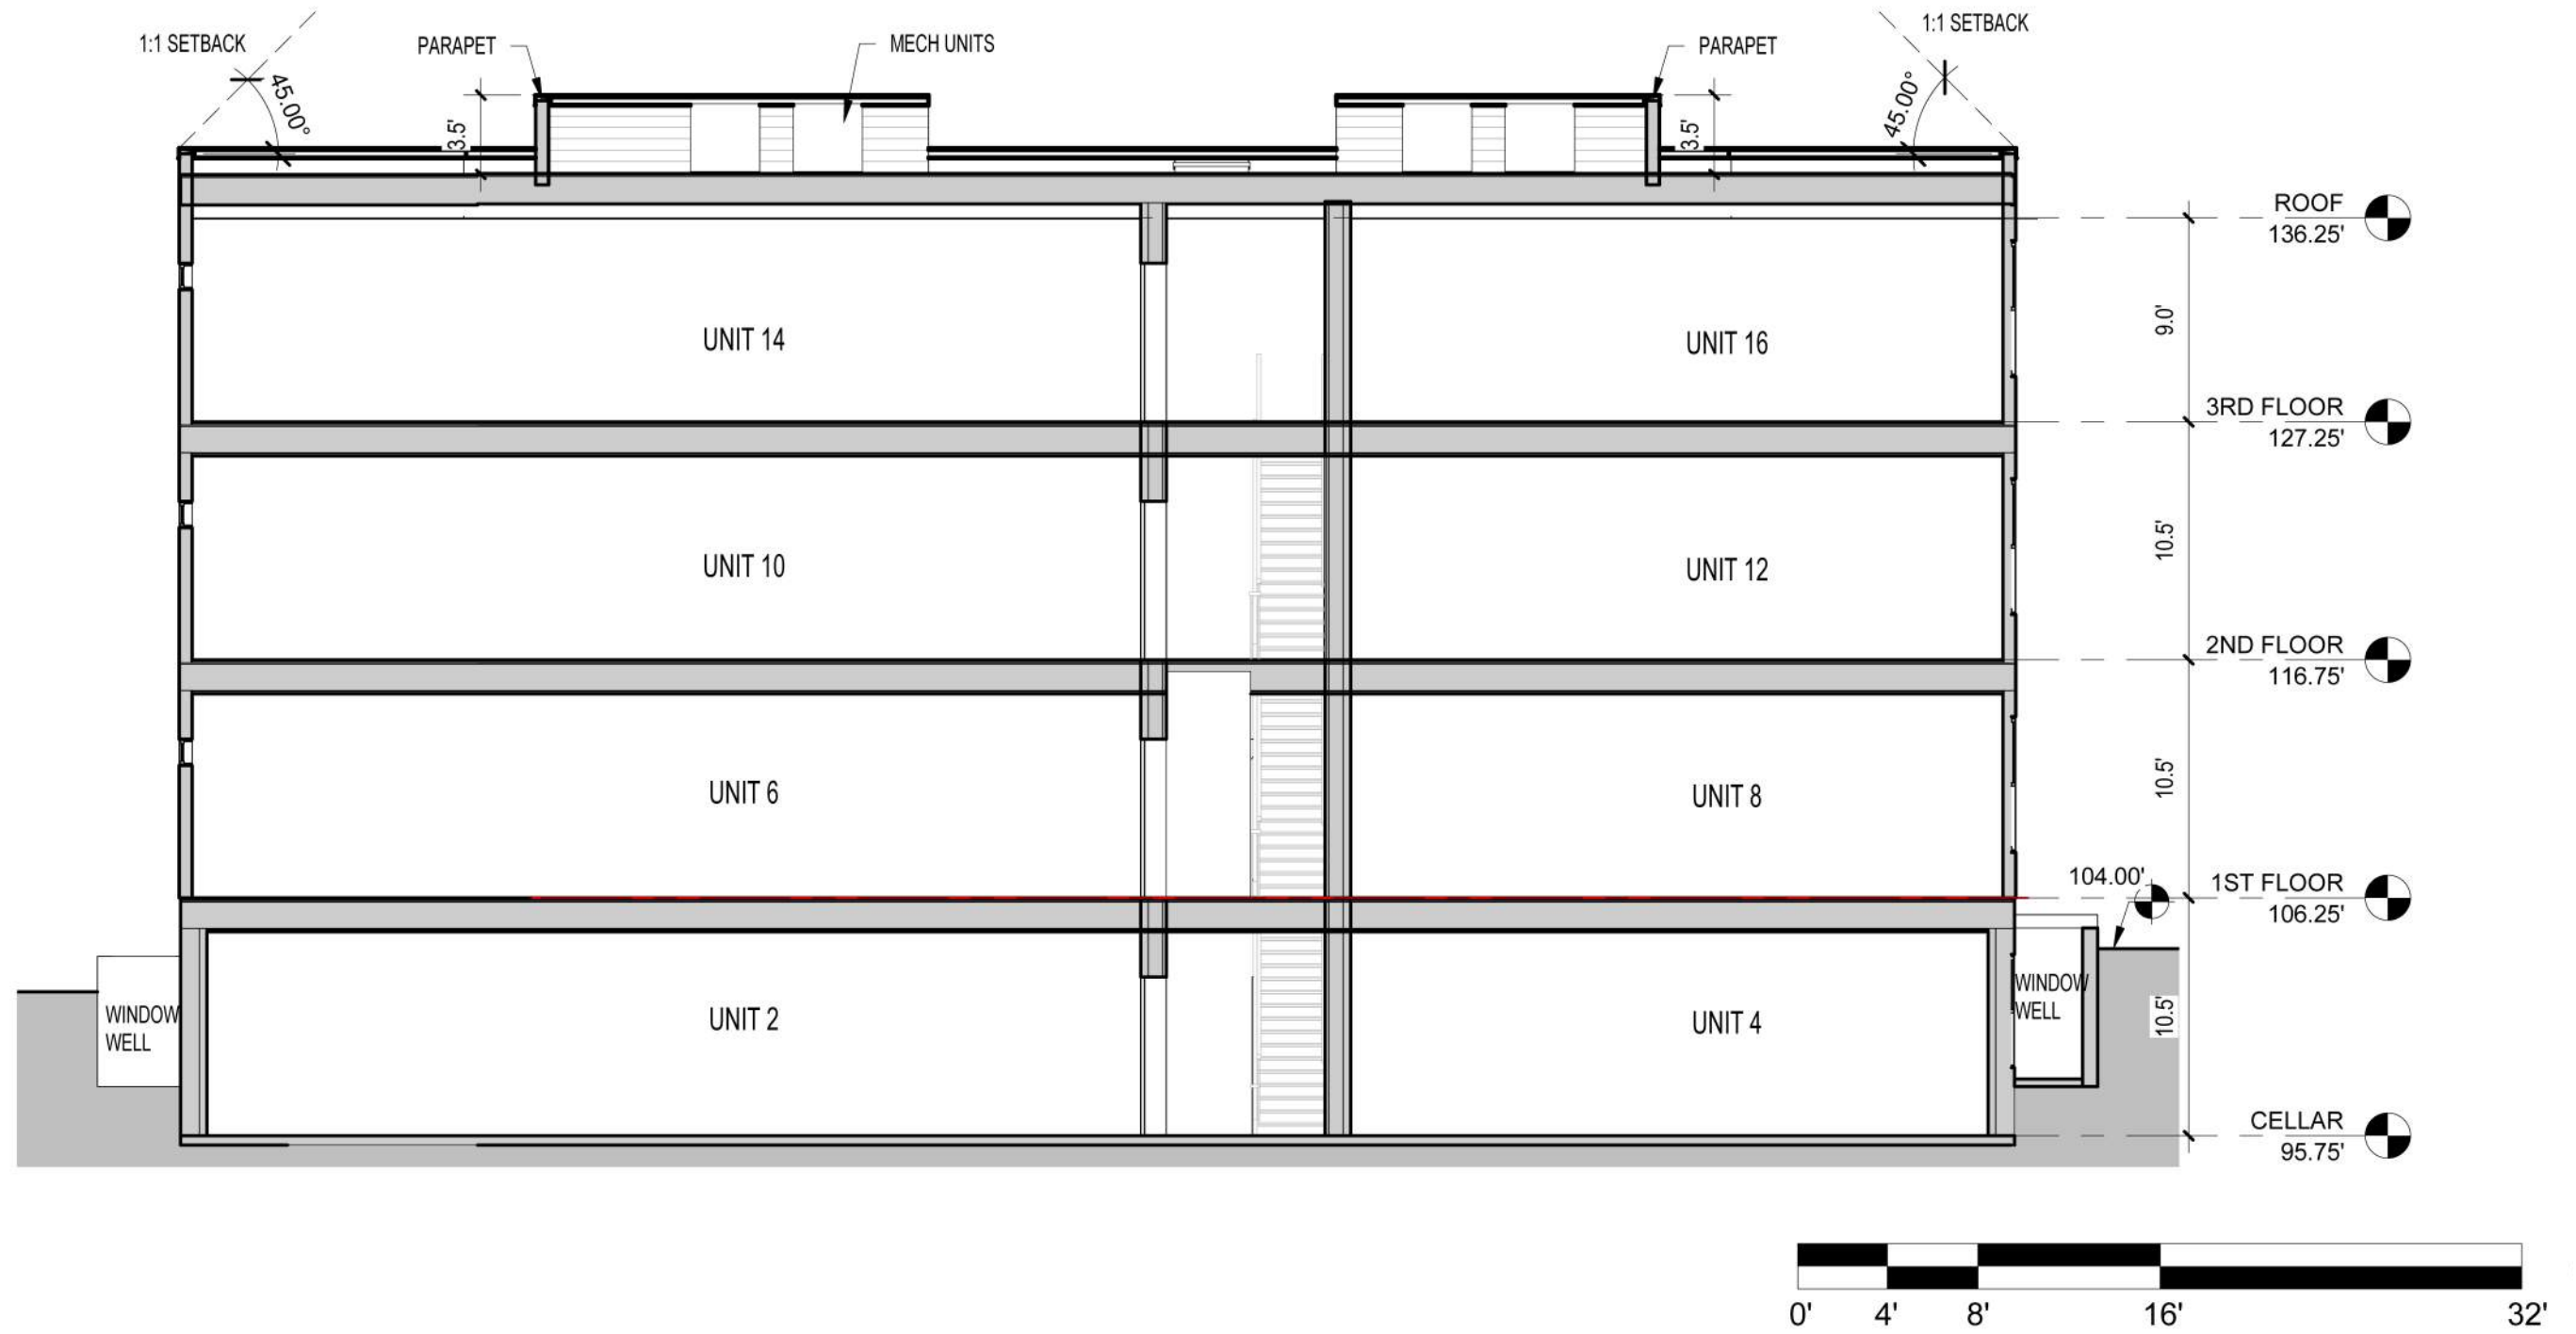 1:1 SETBACK
PARAPET
MECH UNITS
PARAPET
1:1 SETBACK
45.00°
3.5'
3.5'
45.00°
ROOF
136.25'
9.0'
UNIT 14
UNIT 16
3RD FLOOR
127.25'
10.5'
UNIT 10
UNIT 12
2ND FLOOR
116.75'
10.5'
UNIT 6
UNIT 8
104.00'
1ST FLOOR
106.25'
WINDOW
WELL
UNIT 2
UNIT 4
WINDOW
WELL
10.5'
CELLAR
95.75'
0' 4' 8' 16' 32'